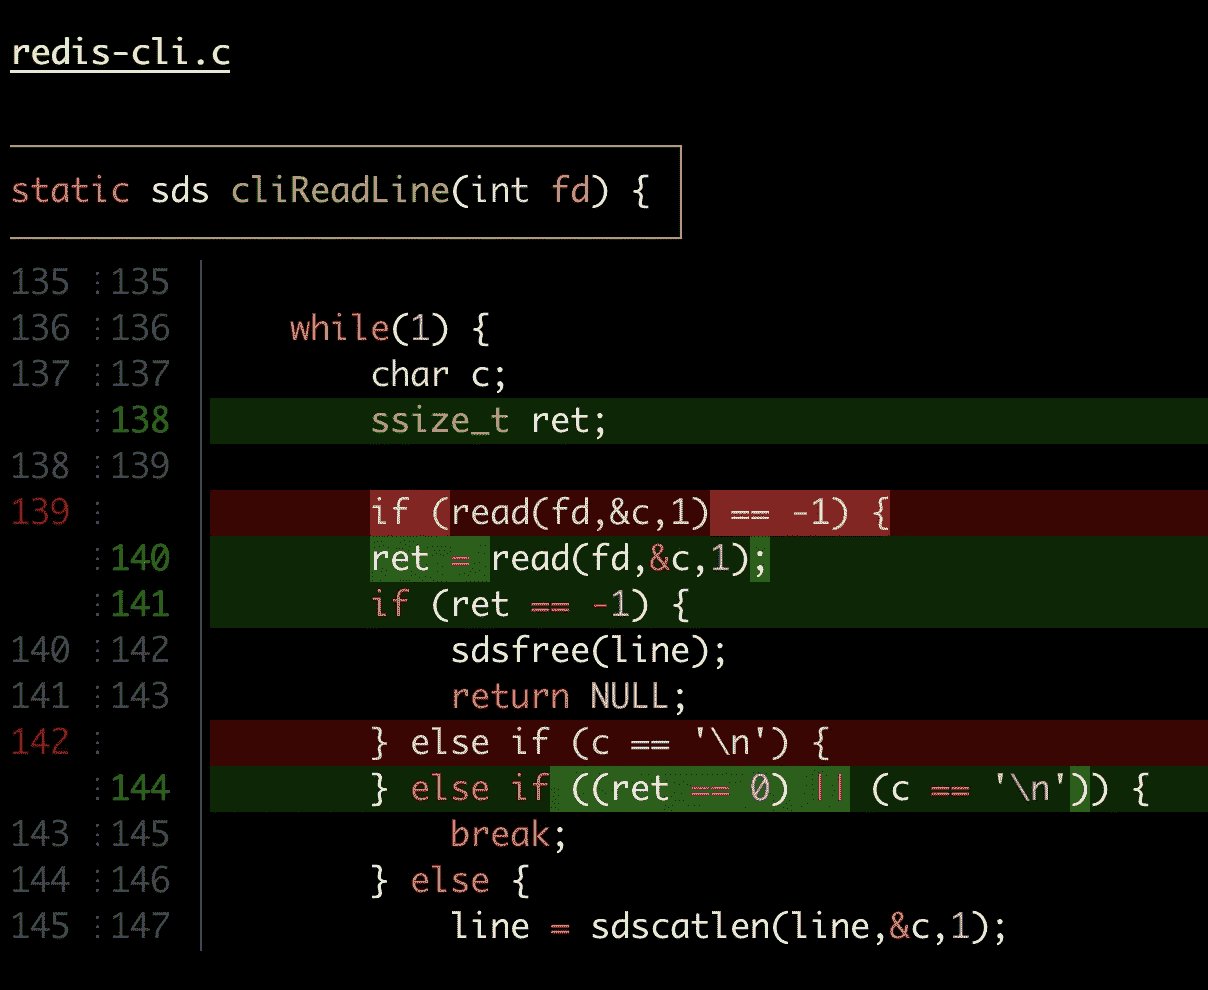 redis-cli.c
static sds cliReadLine(int fd) {
135 ⋮135
136 ⋮136     while(1) {
137 ⋮137         char c;
    ⋮138         ssize_t ret;
138 ⋮139
139 ⋮            if (read(fd,&c,1) == -1) {
    ⋮140         ret = read(fd,&c,1);
    ⋮141         if (ret == -1) {
140 ⋮142             sdsfree(line);
141 ⋮143             return NULL;
142 ⋮            } else if (c == '\n') {
    ⋮144         } else if ((ret == 0) || (c == '\n')) {
143 ⋮145             break;
144 ⋮146         } else {
145 ⋮147             line = sdscatlen(line,&c,1);